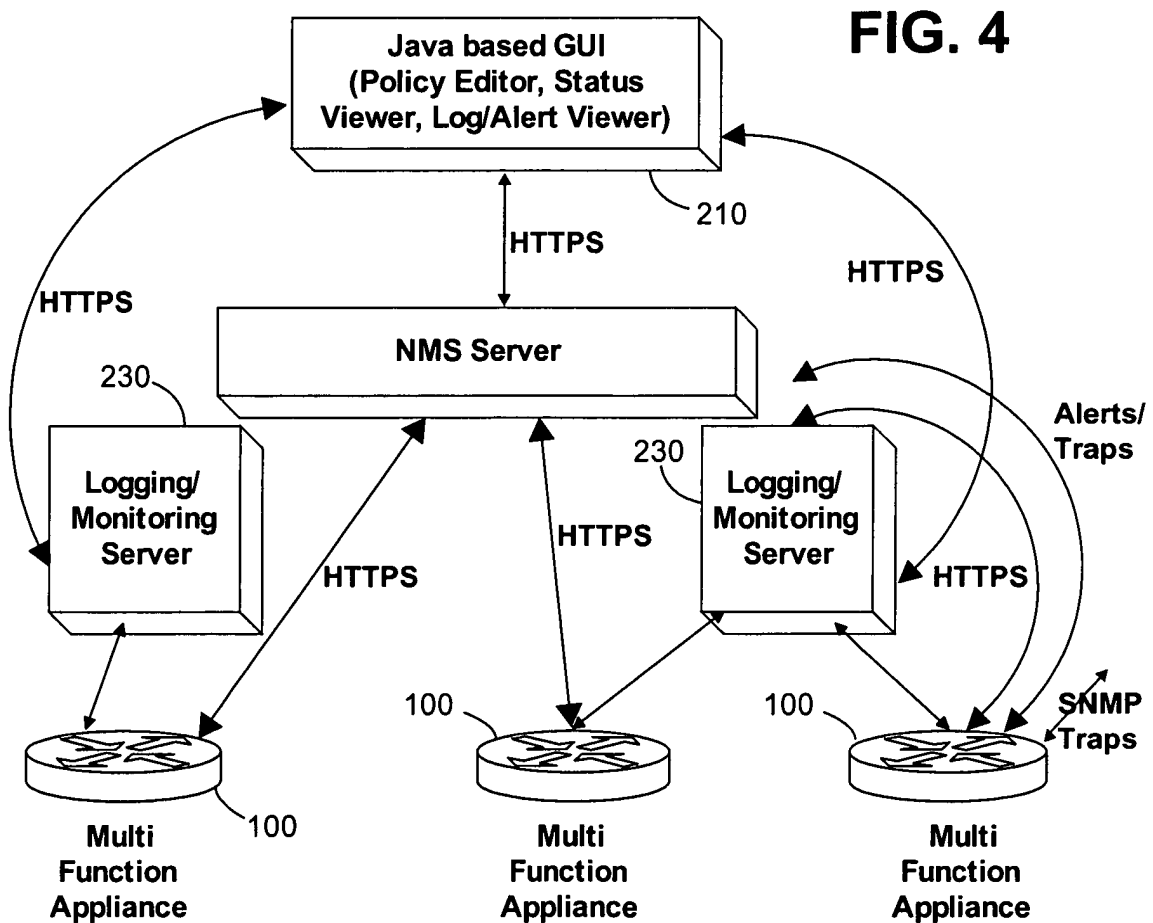 FIG. 4
Java based GUI
(Policy Editor, Status
Viewer, Log/Alert Viewer)
210
HTTPS
HTTPS
HTTPS
NMS Server
230
Logging/
Monitoring
Server
230
Logging/
Monitoring
Server
Alerts/
Traps
HTTPS
HTTPS
HTTPS
SNMP
Traps
100
100
100
Multi
Function
Appliance
Multi
Function
Appliance
Multi
Function
Appliance